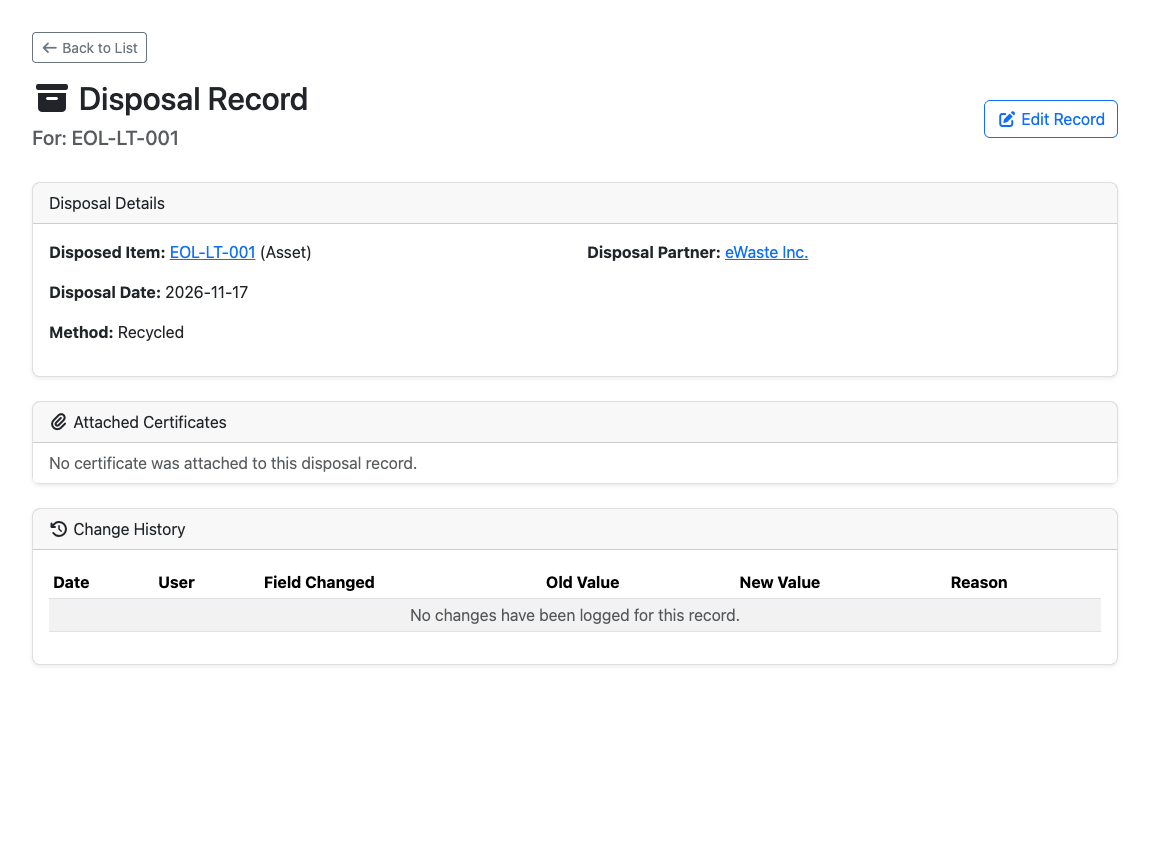 Back to List
Disposal Record
For: EOL-LT-001
Edit Record
Disposal Details
Disposed Item: EOL-LT-001 (Asset)
Disposal Partner: eWaste Inc.
Disposal Date: 2026-11-17
Method: Recycled
Attached Certificates
No certificate was attached to this disposal record.
Change History
Date User Field Changed Old Value New Value Reason
No changes have been logged for this record.